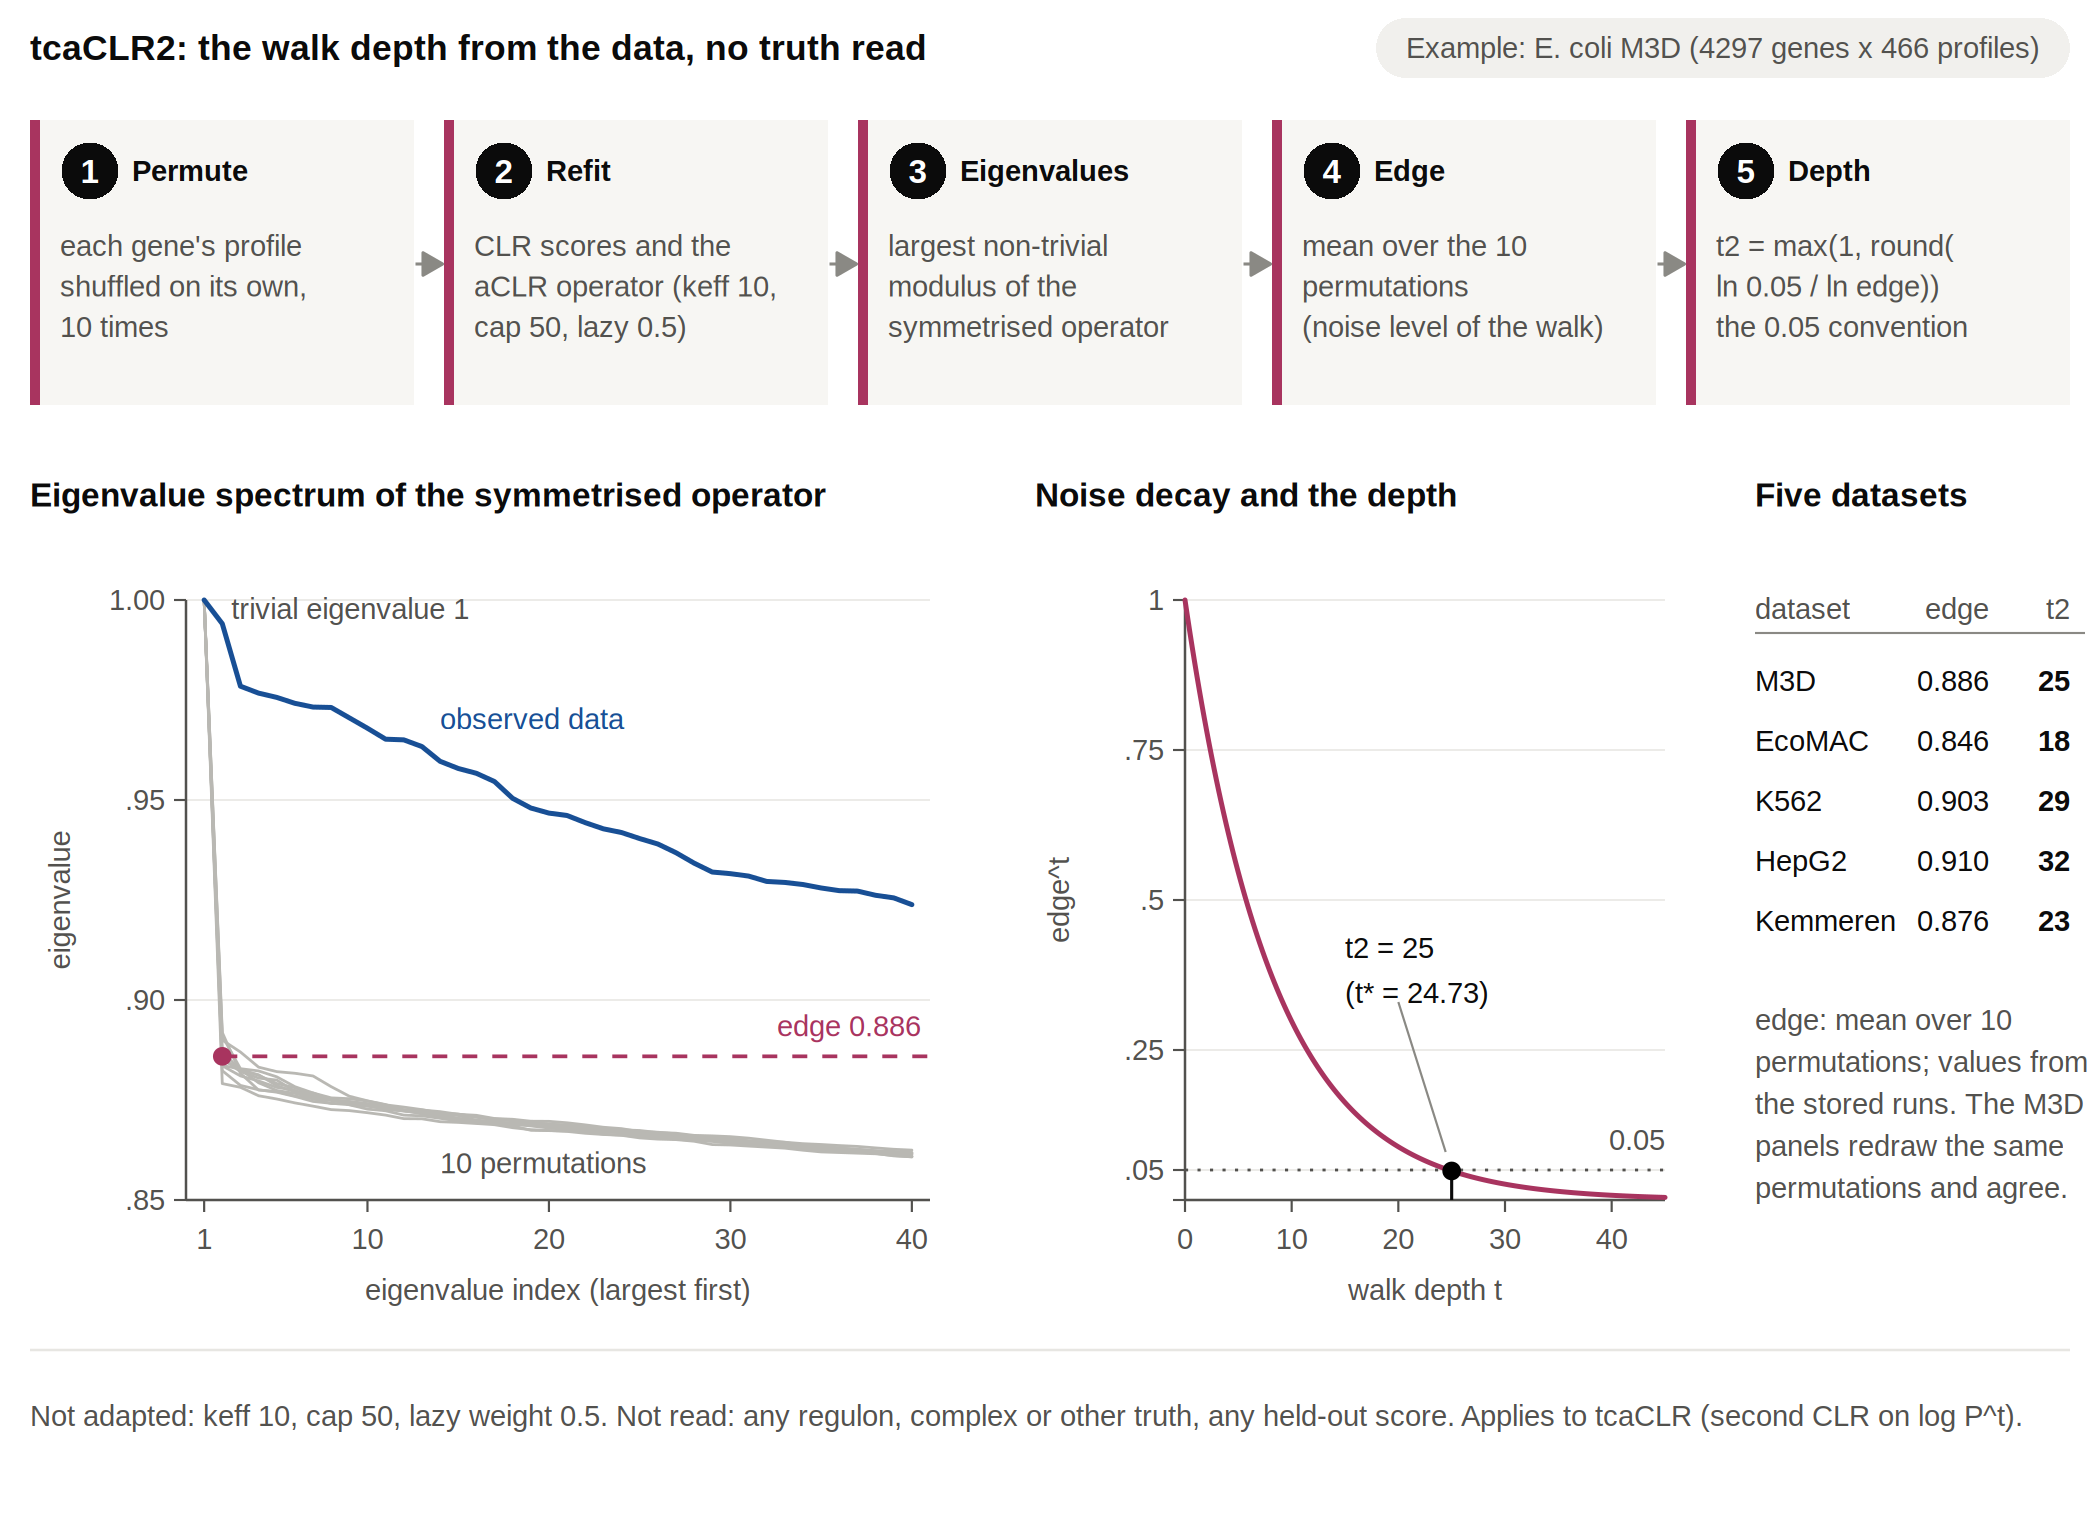 tcaCLR2: the walk depth from the data, no truth read
Example: E. coli M3D (4297 genes x 466 profiles)
1 Permute
each gene's profile
shuffled on its own,
10 times
2 Refit
CLR scores and the
aCLR operator (keff 10,
cap 50, lazy 0.5)
3 Eigenvalues
largest non-trivial
modulus of the
symmetrised operator
4 Edge
mean over the 10
permutations
(noise level of the walk)
5 Depth
t2 = max(1, round(
ln 0.05 / ln edge))
the 0.05 convention
Eigenvalue spectrum of the symmetrised operator
1.00
.95
.90
.85
eigenvalue
trivial eigenvalue 1
observed data
edge 0.886
10 permutations
1 10 20 30 40
eigenvalue index (largest first)
Noise decay and the depth
1
.75
.5
.25
.05
edge^t
t2 = 25
(t* = 24.73)
0.05
0 10 20 30 40
walk depth t
Five datasets
dataset edge t2
M3D 0.886 25
EcoMAC 0.846 18
K562 0.903 29
HepG2 0.910 32
Kemmeren 0.876 23
edge: mean over 10
permutations; values from
the stored runs. The M3D
panels redraw the same
permutations and agree.
Not adapted: keff 10, cap 50, lazy weight 0.5. Not read: any regulon, complex or other truth, any held-out score. Applies to tcaCLR (second CLR on log P^t).